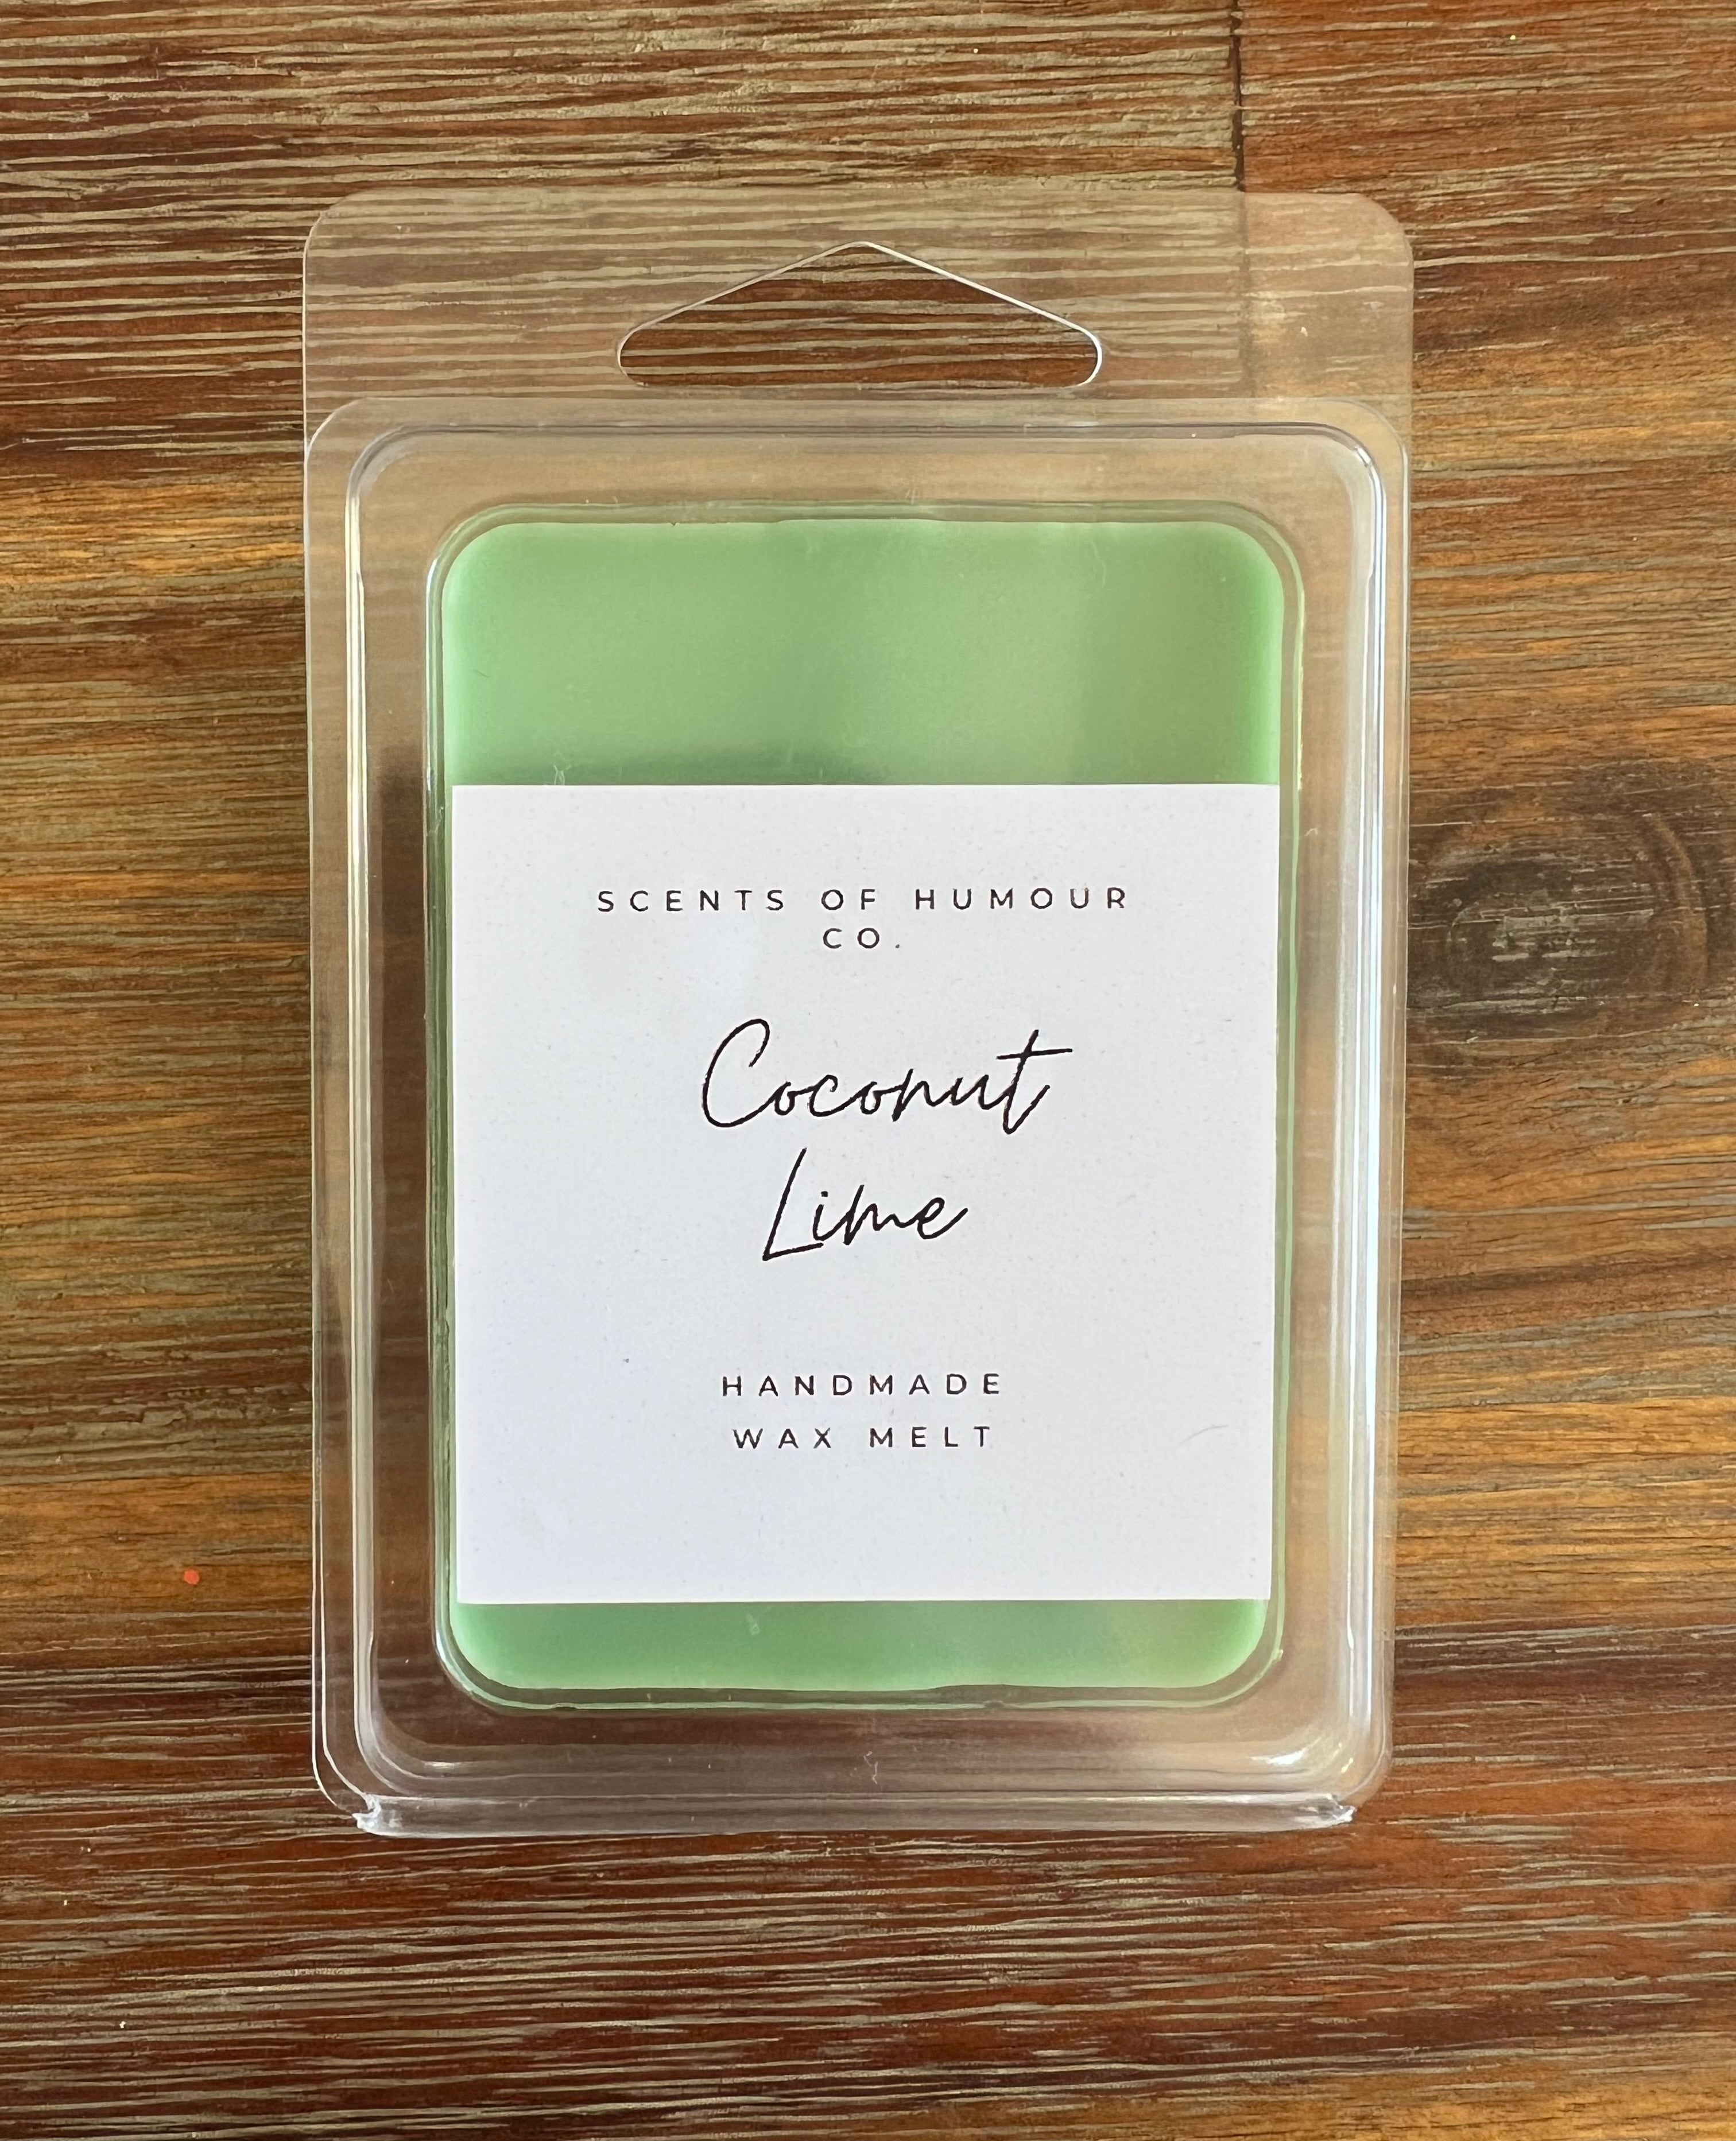 SCENTS OF HUMOUR
CO.
Coconut
Lime
HANDMADE
WAX MELT